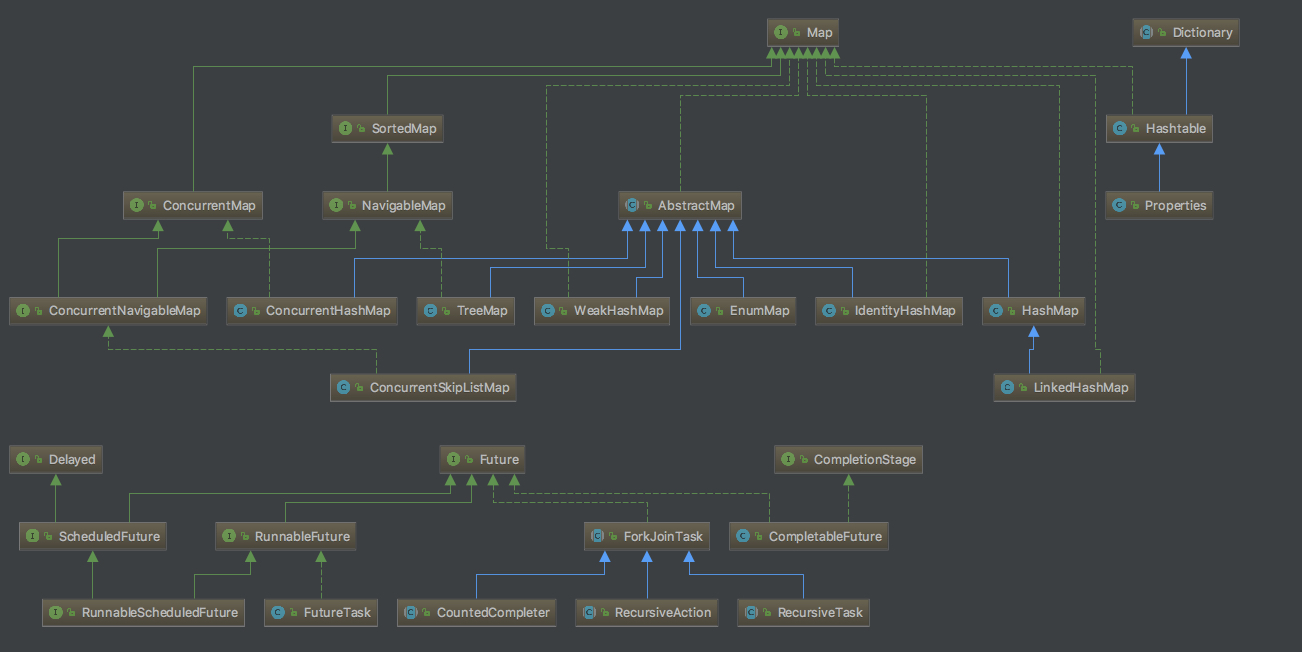 Map
Dictionary
SortedMap
Hashtable
ConcurrentMap
NavigableMap
AbstractMap
Properties
ConcurrentNavigableMap
ConcurrentHashMap
TreeMap
WeakHashMap
EnumMap
IdentityHashMap
HashMap
ConcurrentSkipListMap
LinkedHashMap
Delayed
Future
CompletionStage
ScheduledFuture
RunnableFuture
ForkJoinTask
CompletableFuture
RunnableScheduledFuture
FutureTask
CountedCompleter
RecursiveAction
RecursiveTask